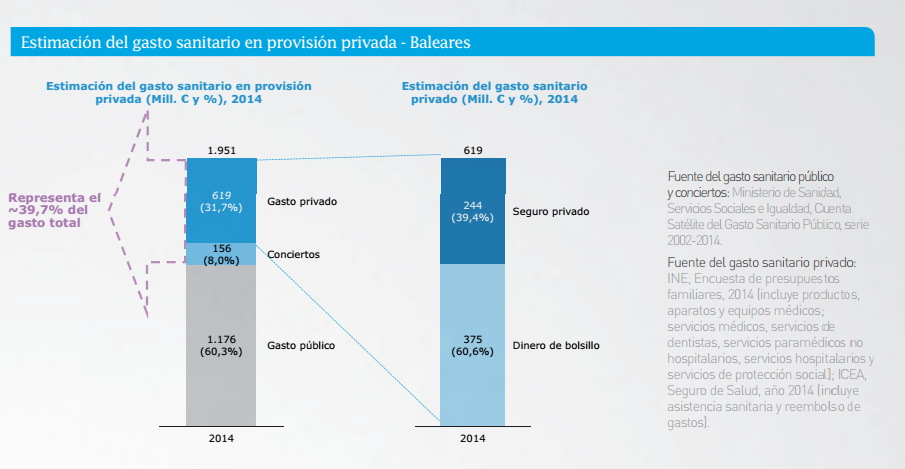 Estimación del gasto sanitario en provisión privada - Baleares
Estimación del gasto sanitario en provisión
privada (Mill. € y %), 2014
1.951
619
(31,7%)
Gasto privado
156
(8,0%)
Conciertos
1.176
(60,3%)
Gasto público
2014
Representa el
~39,7% del
gasto total
Estimación del gasto sanitario
privado (Mill. € y %), 2014
619
244
(39,4%)
Seguro privado
375
(60,6%)
Dinero de bolsillo
2014
Fuente del gasto sanitario público
y conciertos: Ministerio de Sanidad,
Servicios Sociales e Igualdad, Cuenta
Satélite del Gasto Sanitario Público, serie
2002-2014.
Fuente del gasto sanitario privado:
INE, Encuesta de presupuestos
familiares, 2014 (incluye productos,
aparatos y equipos médicos;
servicios médicos, servicios de
dentistas, servicios paramédicos no
hospitalarios, servicios hospitalarios y
servicios de protección social); ICEA,
Seguro de Salud, año 2014 (incluye
asistencia sanitaria y reembolso de
gastos).